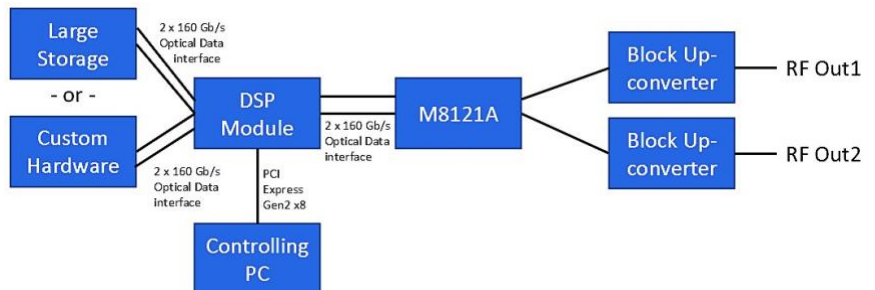 Large
Storage
2 x 160 Gb/s
Optical Data
interface
- or -
Custom
Hardware
2 x 160 Gb/s
Optical Data
interface
DSP
Module
PCI
Express
Gen2 x8
Controlling
PC
2 x 160 Gb/s
Optical Data
interface
M8121A
Block Up-
converter
RF Out1
Block Up-
converter
RF Out2